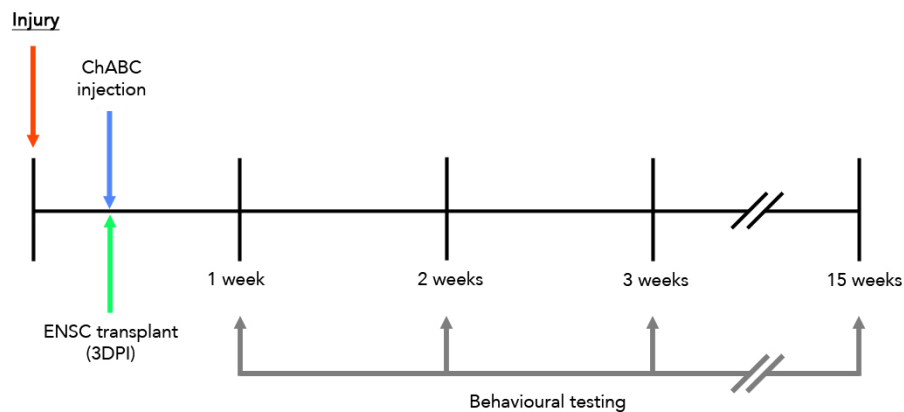 Injury
ChABC
injection
1 week
2 weeks
3 weeks
15 weeks
ENSC transplant
(3DPI)
Behavioural testing